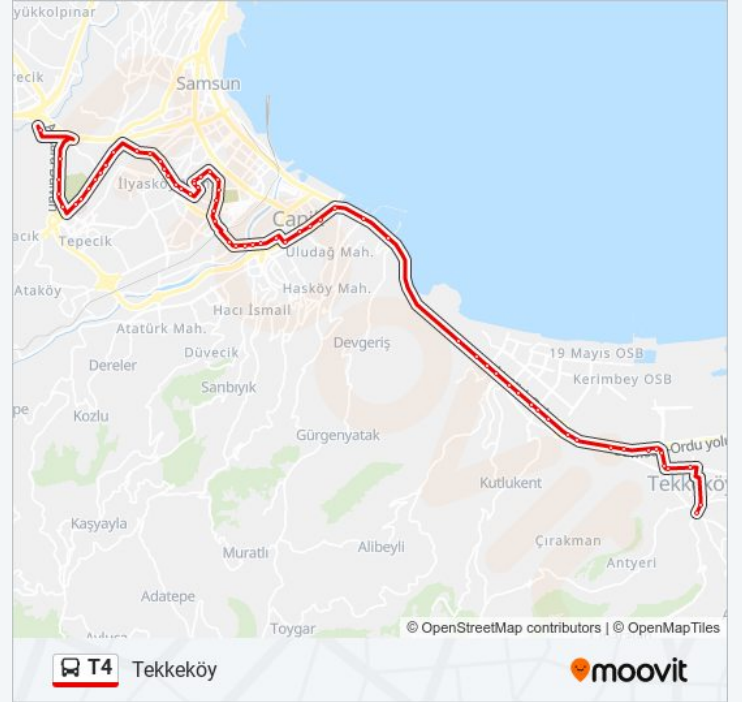 yükkolpınar
recik
Samsun
İlyasköy
Canik
acık
Tepecik
Uludağ Mah.
Ataköy
Hasköy Mah.
Hacı İsmall
Atatürk Mah.
Devgeriş
Düvecik
19 Mayıs OSB
Dereler
Kerimbey OSB
Sarıbıyık
pe
Kozlu
Gürgenyatak
Ordu yolu
Kutlukent
Tekkeköy
Kaşyayla
Çırakman
Muratlı
Alibeyli
Antyeri
Adatepe
Toygar
© OpenStreetMap contributors | © OpenMapTiles
T4 Tekkeköy
moovit